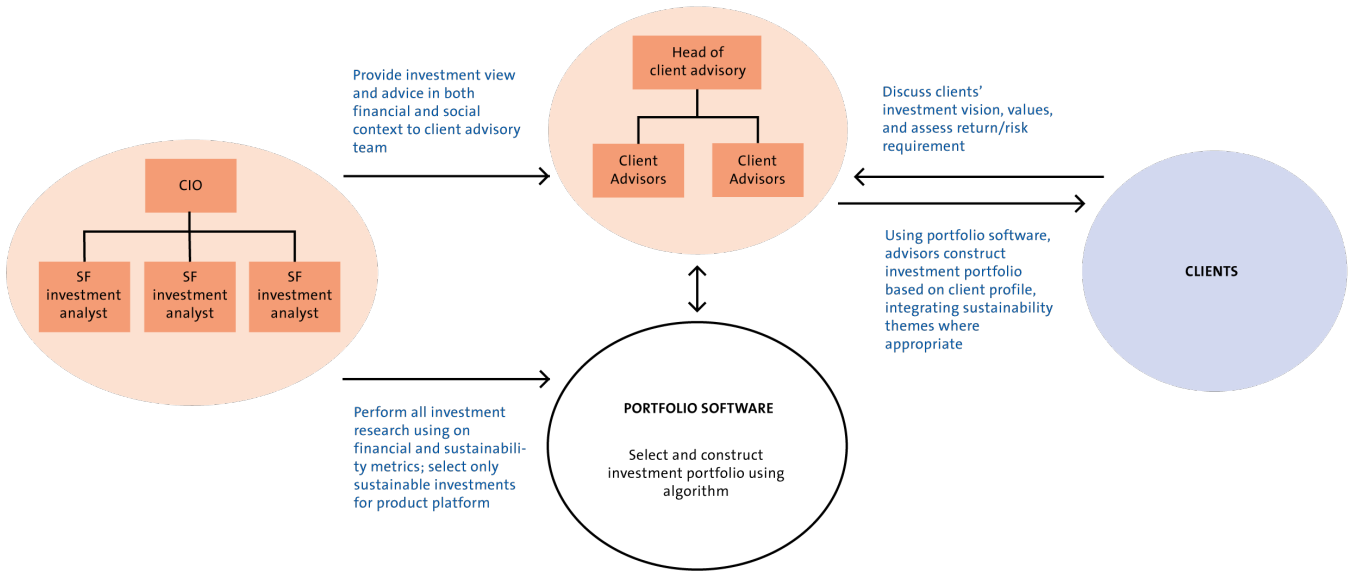 Provide investment view
and advice in both
financial and social
context to client advisory
team
Head of
client advisory
Client
Advisors
Client
Advisors
Discuss clients'
investment vision, values,
and assess return/risk
requirement
CIO
SF
investment
analyst
SF
investment
analyst
SF
investment
analyst
Using portfolio software,
advisors construct
investment portfolio
based on client profile,
integrating sustainability
themes where
appropriate
CLIENTS
Perform all investment
research using on
financial and sustainabili-
ty metrics; select only
sustainable investments
for product platform
PORTFOLIO SOFTWARE
Select and construct
investment portfolio using
algorithm